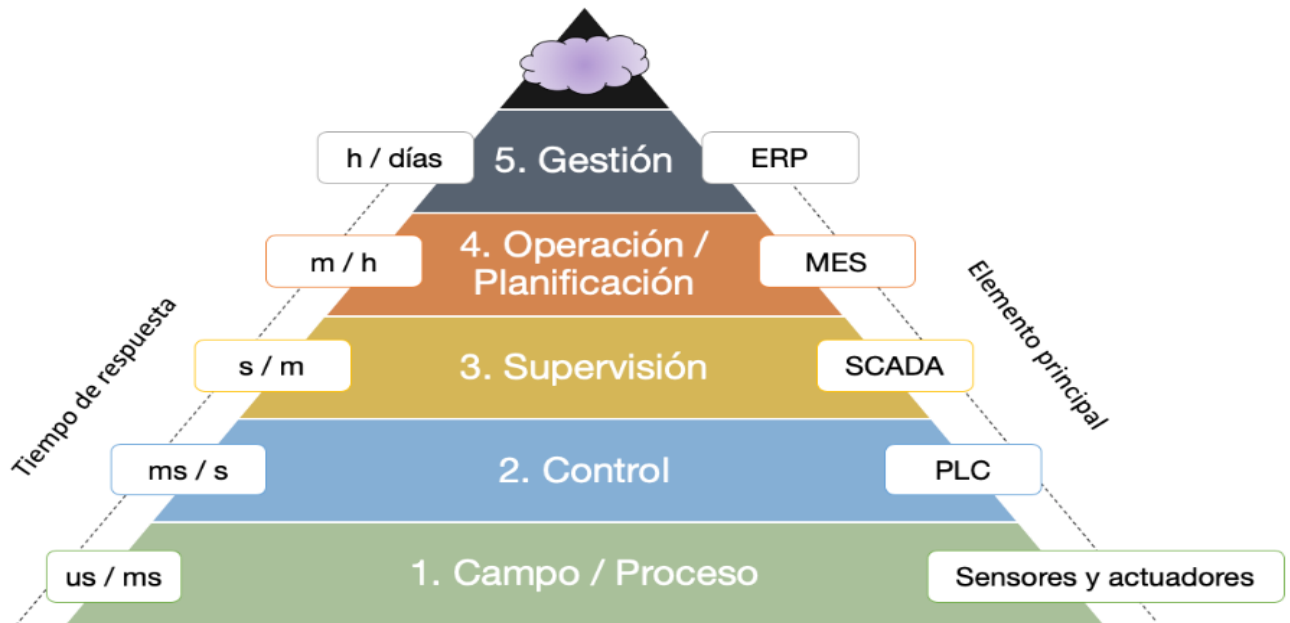 h / días
5. Gestión
ERP
m / h
4. Operación /
Planificación
MES
s / m
3. Supervisión
SCADA
ms / s
2. Control
PLC
us / ms
1. Campo / Proceso
Sensores y actuadores
Tiempo de respuesta
Elemento principal